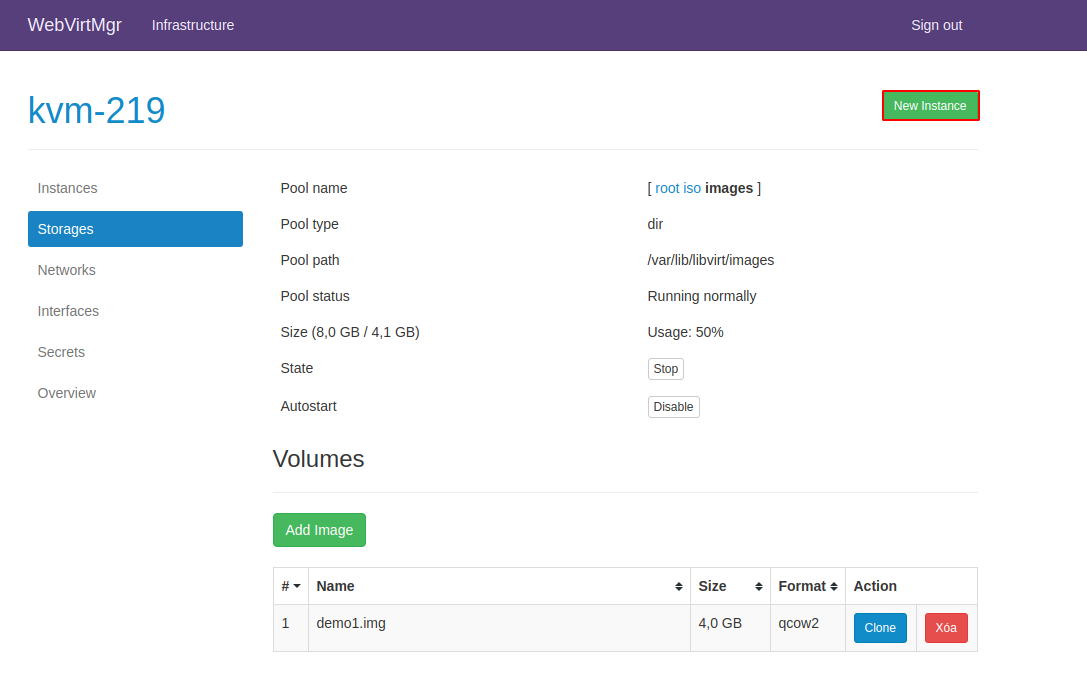 WebVirtMgr Infrastructure Sign out
kvm-219 New Instance
Instances
Storages
Networks
Interfaces
Secrets
Overview
Pool name [ root iso images ]
Pool type dir
Pool path /var/lib/libvirt/images
Pool status Running normally
Size (8,0 GB / 4,1 GB) Usage: 50%
State Stop
Autostart Disable
Volumes
Add Image
# Name Size Format Action
1 demo1.img 4,0 GB qcow2 Clone Xóa